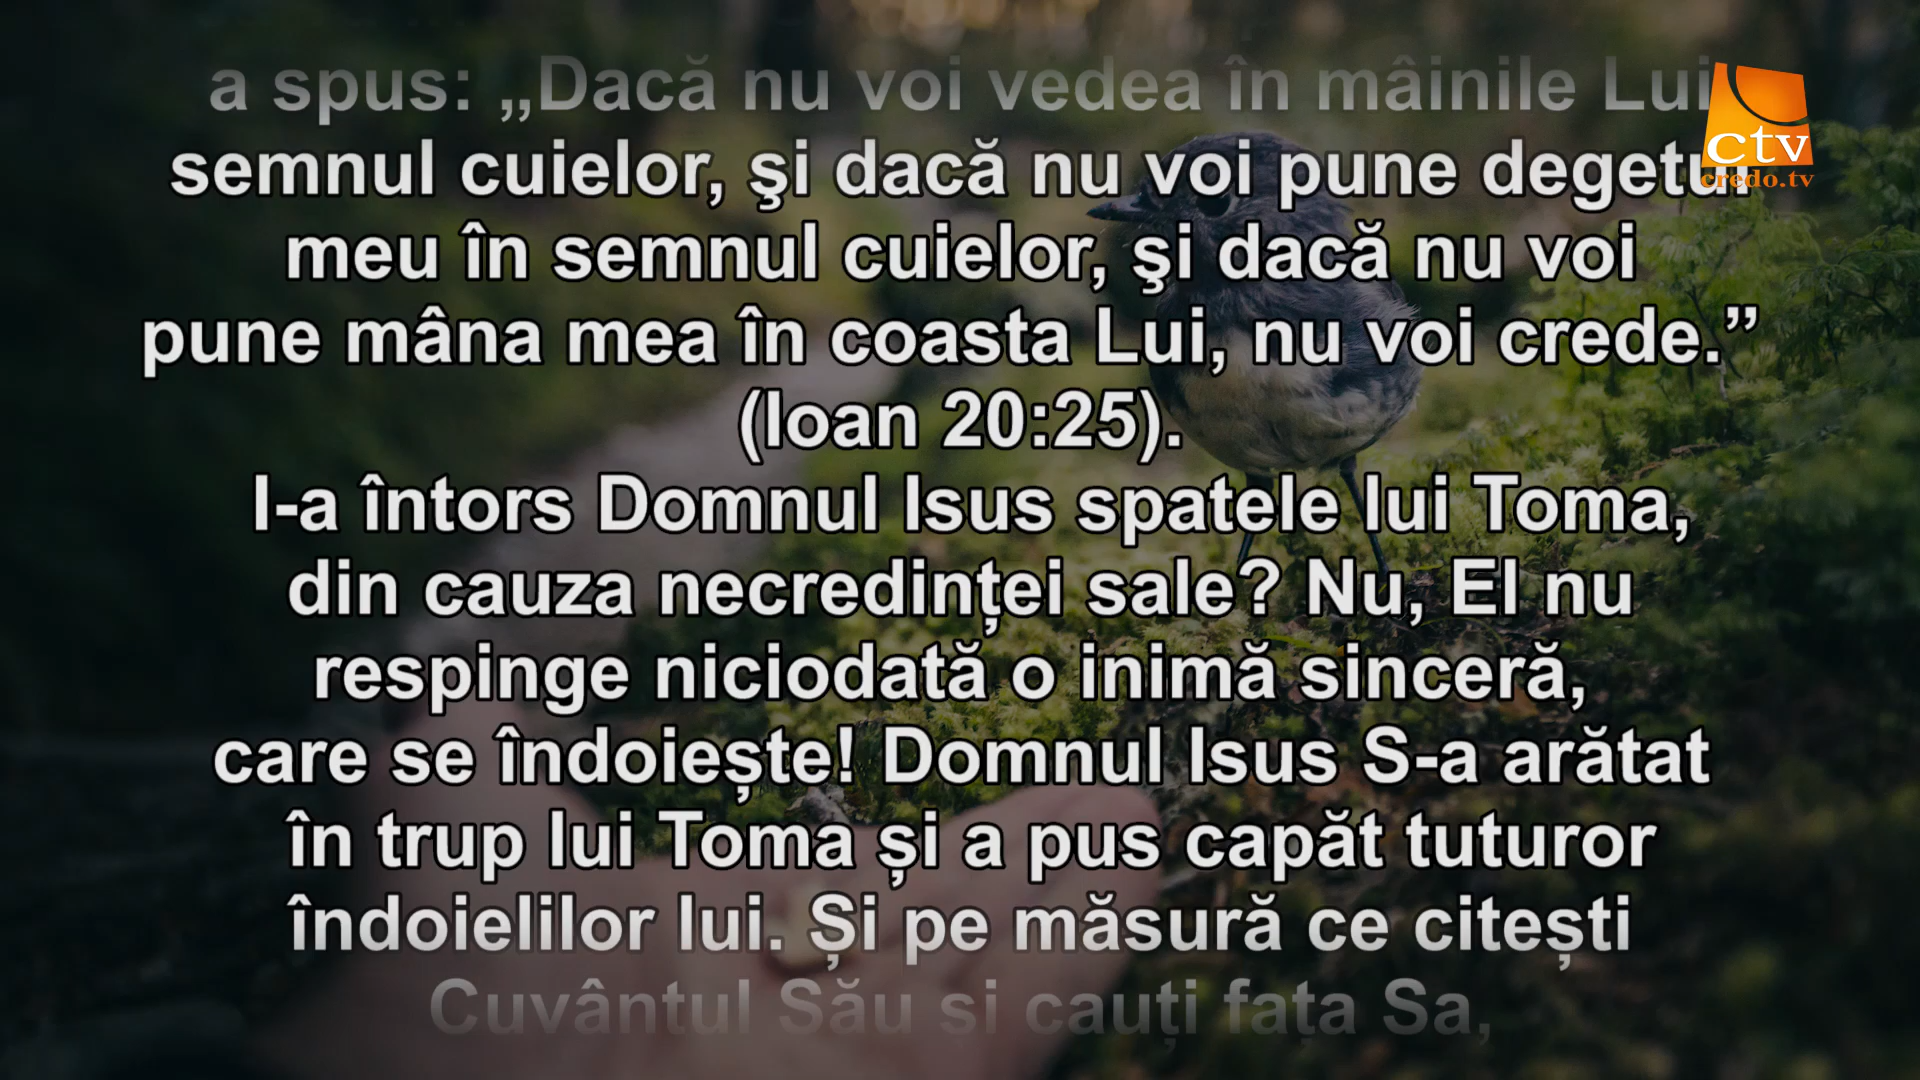 a spus: „Dacă nu voi vedea în mâinile Lui
semnul cuielor, şi dacă nu voi pune degetul
meu în semnul cuielor, şi dacă nu voi
pune mâna mea în coasta Lui, nu voi crede.”
(Ioan 20:25).
I-a întors Domnul Isus spatele lui Toma,
din cauza necredinței sale? Nu, El nu
respinge niciodată o inimă sinceră,
care se îndoiește! Domnul Isus S-a arătat
în trup lui Toma și a pus capăt tuturor
îndoielilor lui. Și pe măsură ce citești
Cuvântul Său și cauți fața Sa,
ctv
credo.tv